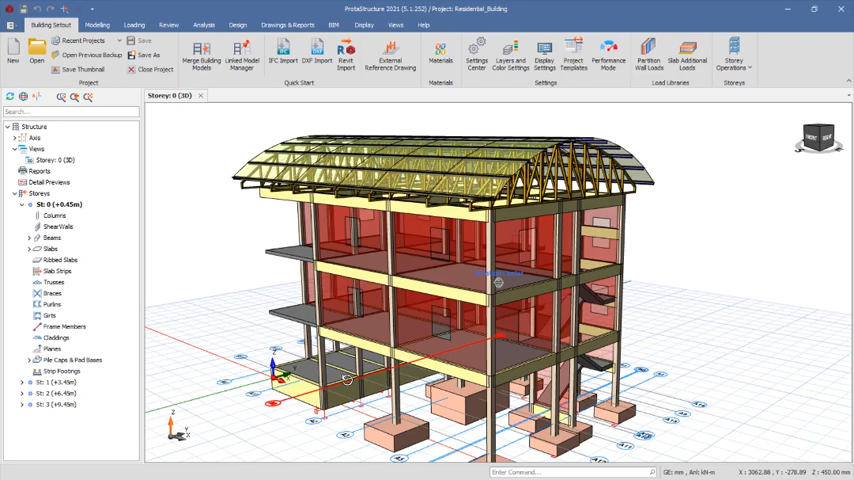 ProtaStructure 2021 (5.1.252) / Project: Residential_Building
Building Setout Modelling Loading Review Analysis Design Drawings & Reports BIM Display Views Help
New
Open
Recent Projects
Open Previous Backup
Save Thumbnail
Save
Save As
Close Project
Project
Merge Building Models
Linked Model Manager
IFC Import
DXF Import
Revit Import
External Reference Drawing
Quick Start
Materials
Materials
Settings Center
Layers and Color Settings
Display Settings
Project Templates
Performance Mode
Settings
Partition Wall Loads
Slab Additional Loads
Load Libraries
Storey Operations
Storeys
Search...
Structure
Axis
Views
Storey: 0 (3D)
Reports
Detail Previews
Storeys
St: 0 (+0.45m)
Columns
ShearWalls
Beams
Slabs
Ribbed Slabs
Slab Strips
Trusses
Braces
Purlins
Girts
Frame Members
Claddings
Planes
Pile Caps & Pad Bases
Strip Footings
St: 1 (+3.45m)
St: 2 (+6.45m)
St: 3 (+9.45m)
Storey: 0 (3D)
FRONT
RIGHT
Z
Y
X
Z
Y
X
Enter Command...
GE: mm, Anl: kN-m
X : 3062.88 , Y : -278.89
Z : 450.00 mm